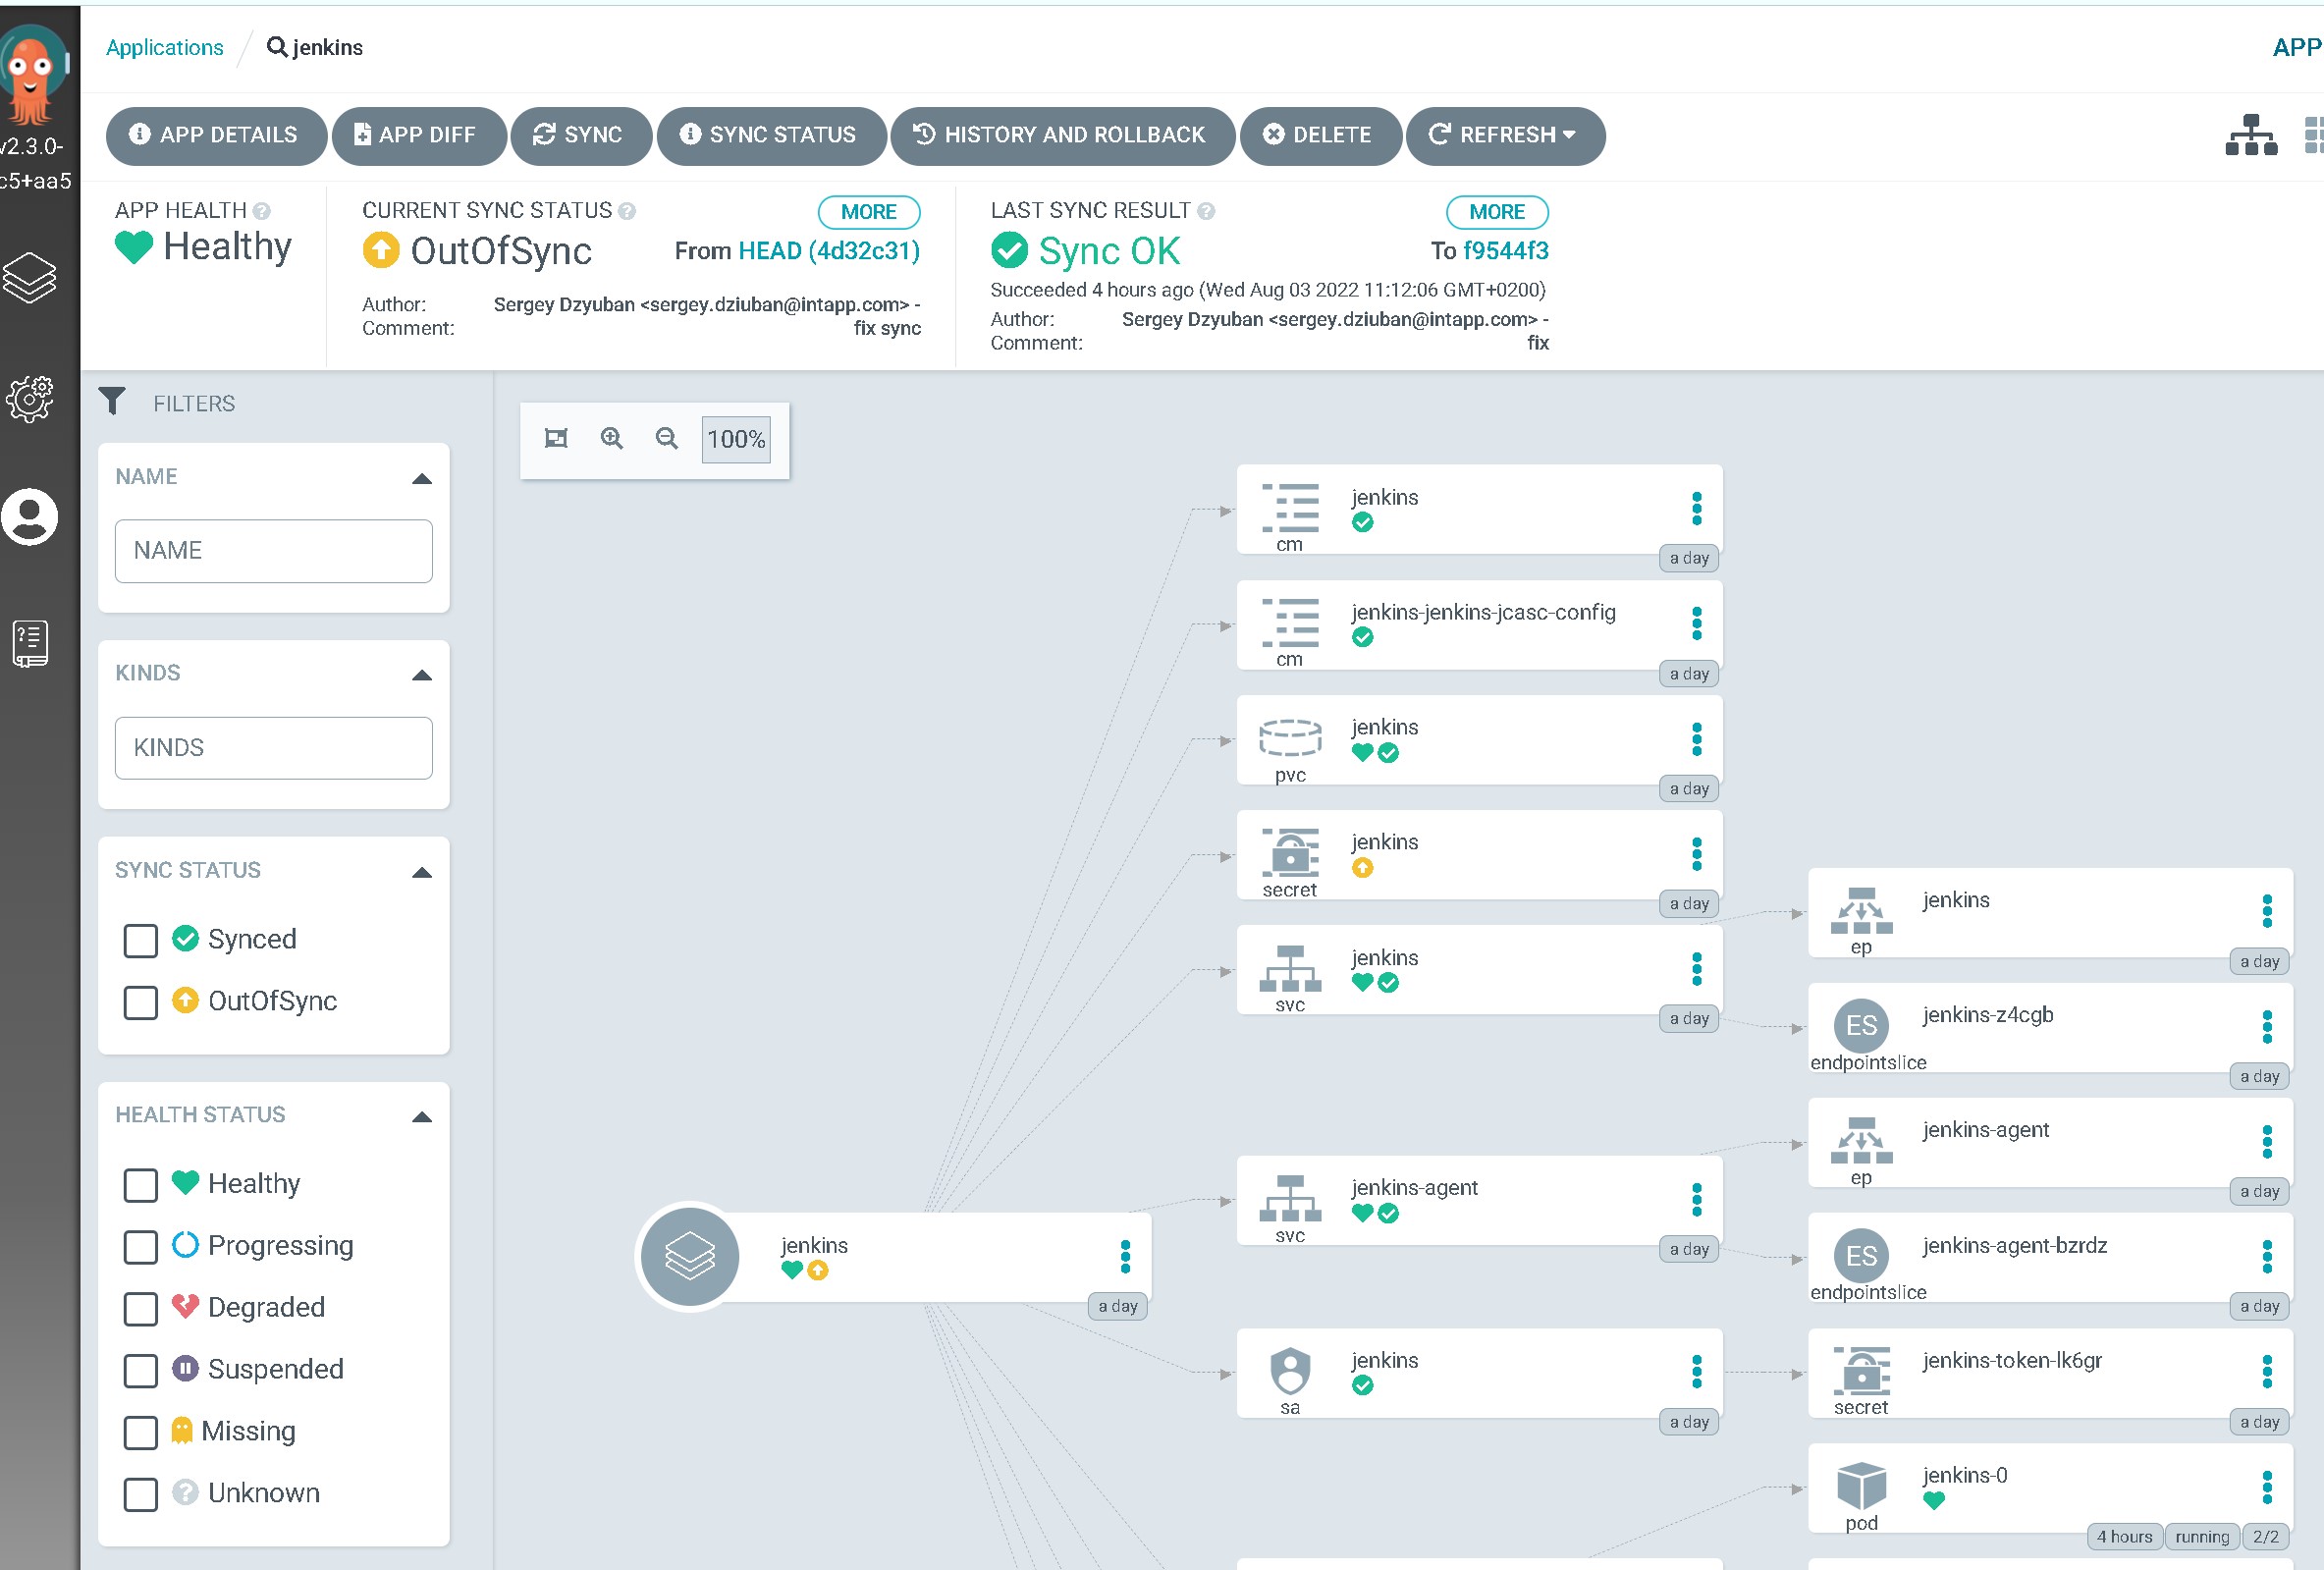 Applications
jenkins
APP
v2.3.0-
c5+aa5
APP DETAILS
APP DIFF
SYNC
SYNC STATUS
HISTORY AND ROLLBACK
DELETE
REFRESH
APP HEALTH
Healthy
CURRENT SYNC STATUS
MORE
OutOfSync
From HEAD (4d32c31)
Author: Sergey Dzyuban <sergey.dziuban@intapp.com> -
Comment: fix sync
LAST SYNC RESULT
MORE
Sync OK
To f9544f3
Succeeded 4 hours ago (Wed Aug 03 2022 11:12:06 GMT+0200)
Author: Sergey Dzyuban <sergey.dziuban@intapp.com> -
Comment: fix
FILTERS
NAME
NAME
KINDS
KINDS
SYNC STATUS
Synced
OutOfSync
HEALTH STATUS
Healthy
Progressing
Degraded
Suspended
Missing
Unknown
100%
jenkins
a day
jenkins
cm
a day
jenkins-jenkins-jcasc-config
cm
a day
jenkins
pvc
a day
jenkins
secret
a day
jenkins
svc
a day
jenkins-agent
svc
a day
jenkins
sa
a day
jenkins
ep
a day
ES
jenkins-z4cgb
endpointslice
a day
jenkins-agent
ep
a day
ES
jenkins-agent-bzrdz
endpointslice
a day
jenkins-token-lk6gr
secret
a day
jenkins-0
pod
4 hours
running
2/2